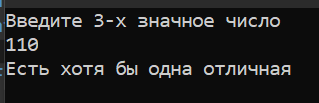 Введите 3-х значное число
110
Есть хотя бы одна отличная